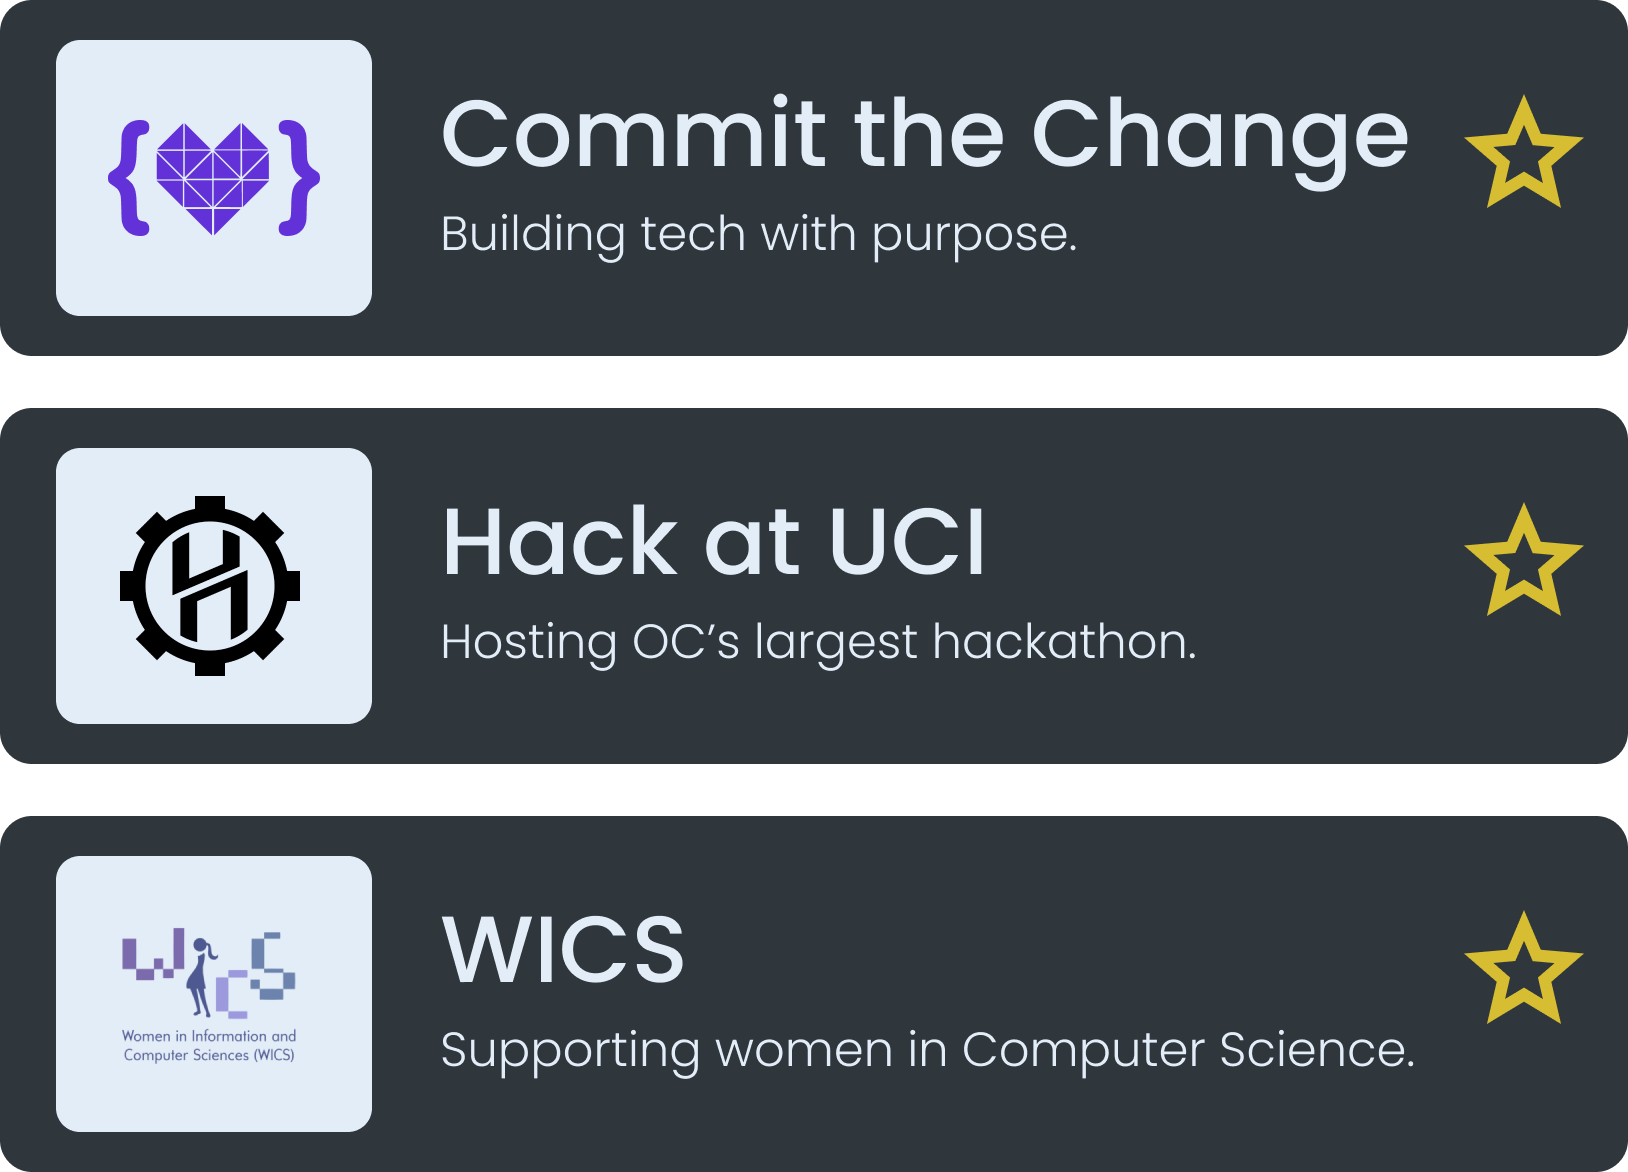 Commit the Change
Building tech with purpose.
Hack at UCI
Hosting OC’s largest hackathon.
WICS
Women in Information and
Computer Sciences (WICS)
WICS
Supporting women in Computer Science.